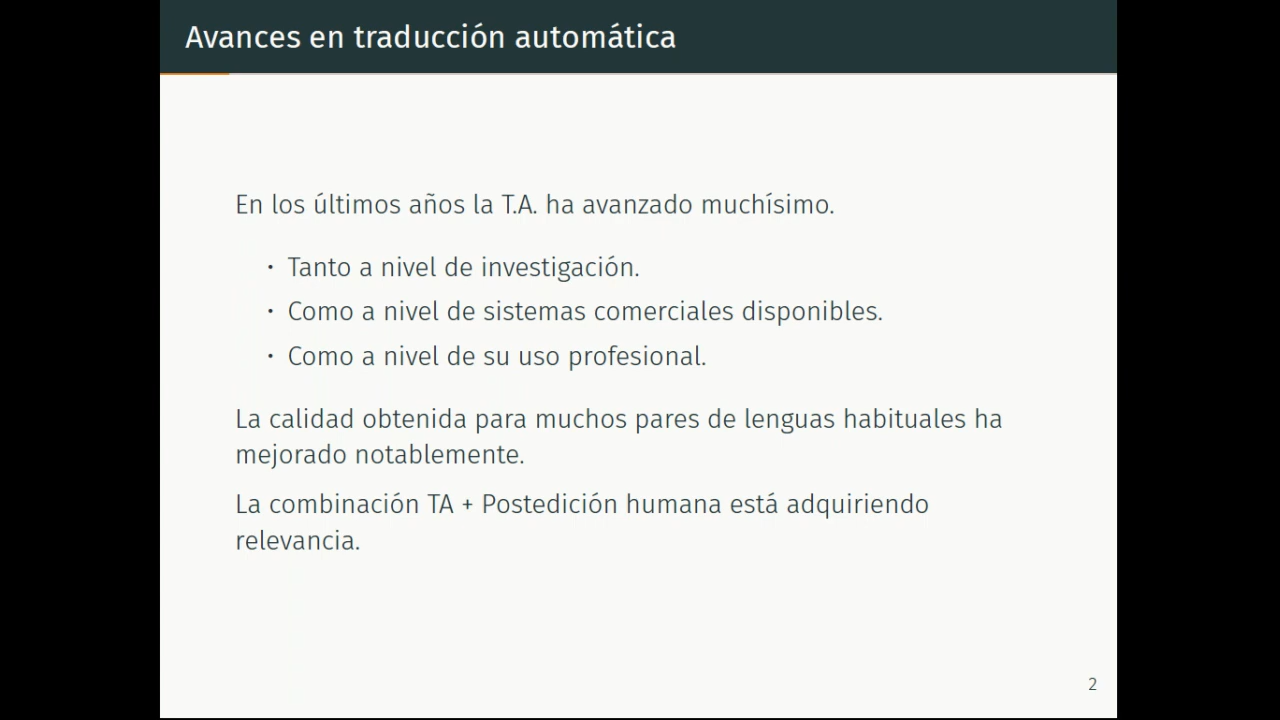 Avances en traducción automática
En los últimos años la T.A. ha avanzado muchísimo.
· Tanto a nivel de investigación.
· Como a nivel de sistemas comerciales disponibles.
· Como a nivel de su uso profesional.
La calidad obtenida para muchos pares de lenguas habituales ha
mejorado notablemente.
La combinación TA + Postedición humana está adquiriendo
relevancia.
2